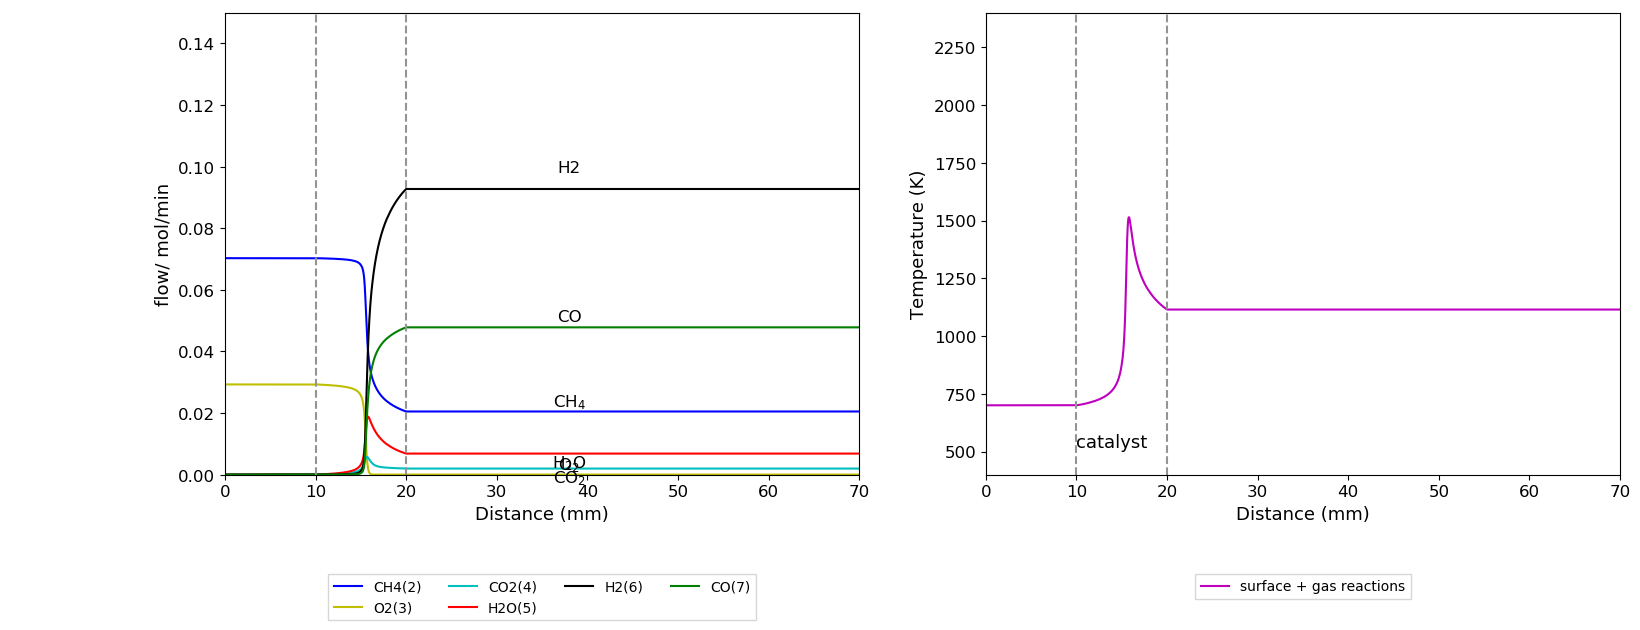 0.14
0.12
0.10
0.08
0.06
0.04
0.02
0.00
flow/ mol/min
H2
CO
CH4
H2O
O2
CO2
0 10 20 30 40 50 60 70
Distance (mm)
CH4(2) CO2(4) H2(6) CO(7)
O2(3) H2O(5)
2250
2000
1750
1500
1250
1000
750
500
Temperature (K)
catalyst
0 10 20 30 40 50 60 70
Distance (mm)
surface + gas reactions